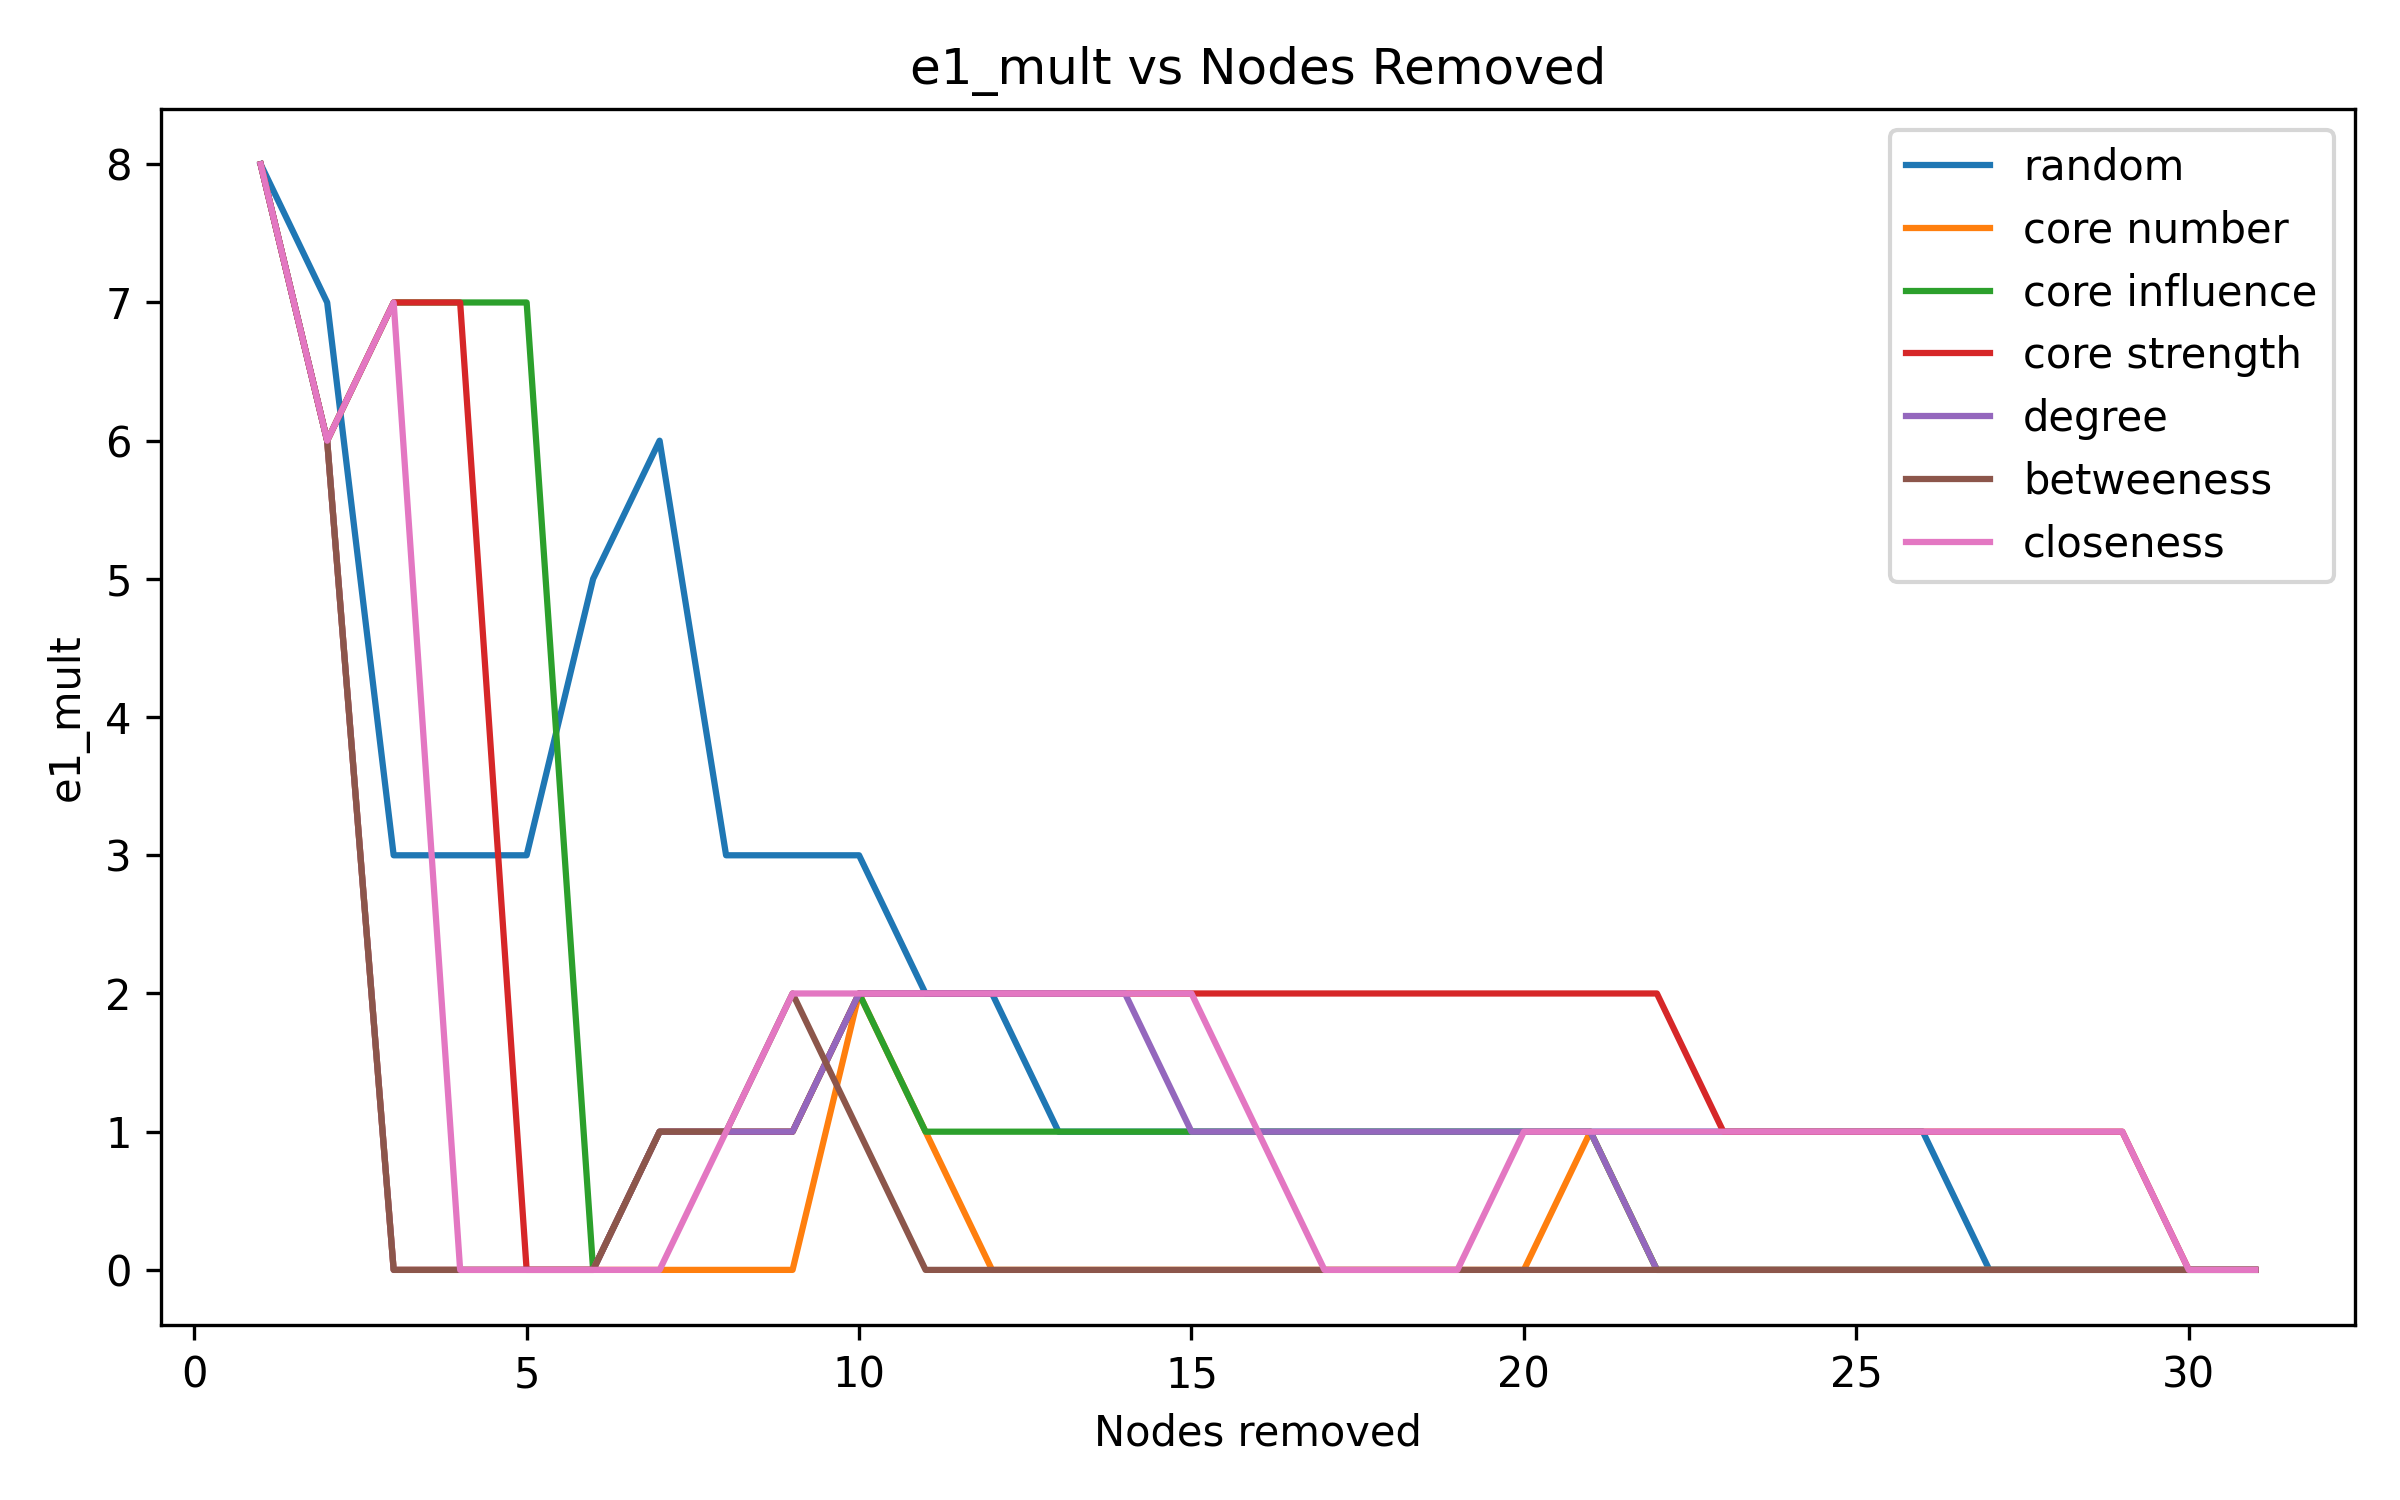 e1_mult vs Nodes Removed
8
7
6
5
4
3
2
1
0
e1_mult
random
core number
core influence
core strength
degree
betweeness
closeness
0 5 10 15 20 25 30
Nodes removed